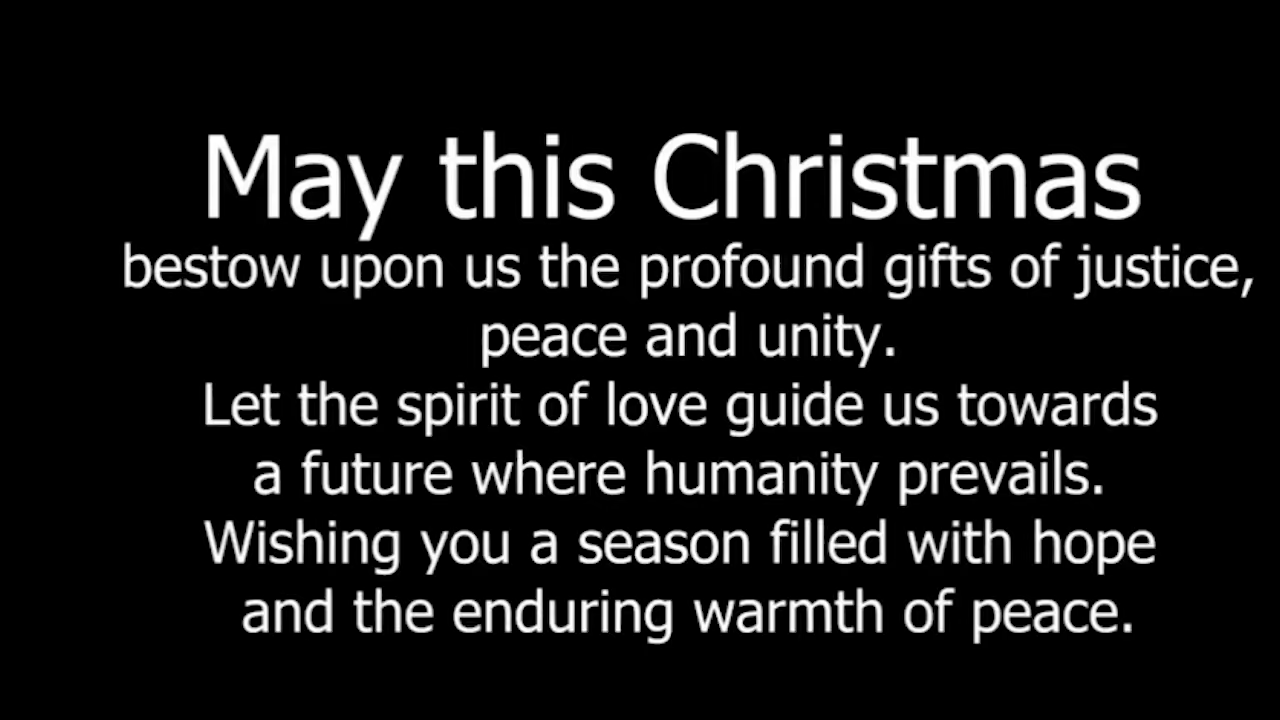 May this Christmas
bestow upon us the profound gifts of justice,
peace and unity.
Let the spirit of love guide us towards
a future where humanity prevails.
Wishing you a season filled with hope
and the enduring warmth of peace.